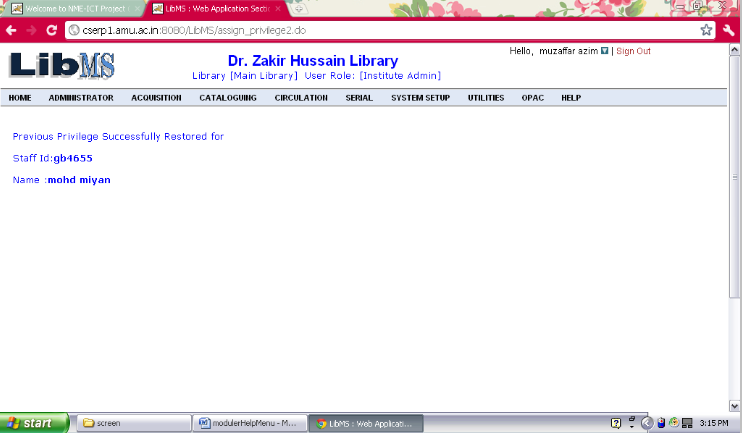 Welcome to NME-ICT Project
LibMS : Web Application Secti
cserp1.amu.ac.in:8080/LibMS/assign_privilege2.do
Hello, muzaffar azim | Sign Out
LibMS
Dr. Zakir Hussain Library
Library [Main Library] User Role: [Institute Admin]
HOME ADMINISTRATOR ACQUISITION CATALOGUING CIRCULATION SERIAL SYSTEM SETUP UTILITIES OPAC HELP
Previous Privilege Successfully Restored for
Staff Id:gb4655
Name :mohd miyan
start screen modulerHelpMenu - M... LibMS : Web Applicati... 3:15 PM